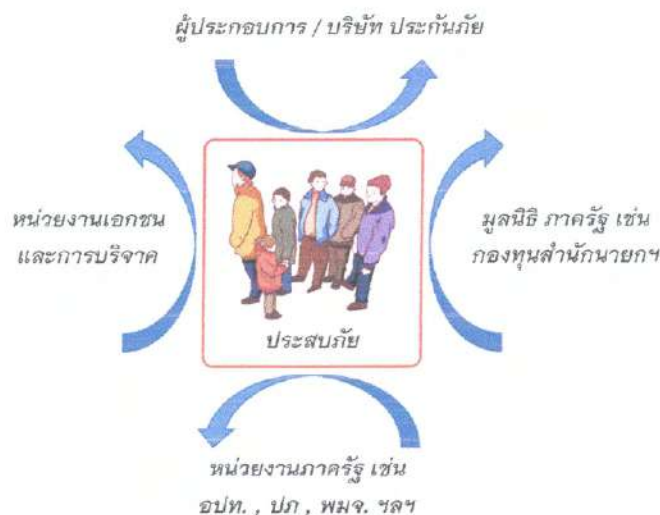 ผู้ประกอบการ / บริษัท ประกันภัย
หน่วยงานเอกชน
และการบริจาค
มูลนิธิ ภาครัฐ เช่น
กองทุนสำนักนายกฯ
ประสบภัย
หน่วยงานภาครัฐ เช่น
อปท. , ปภ , พมจ. ฯลฯ